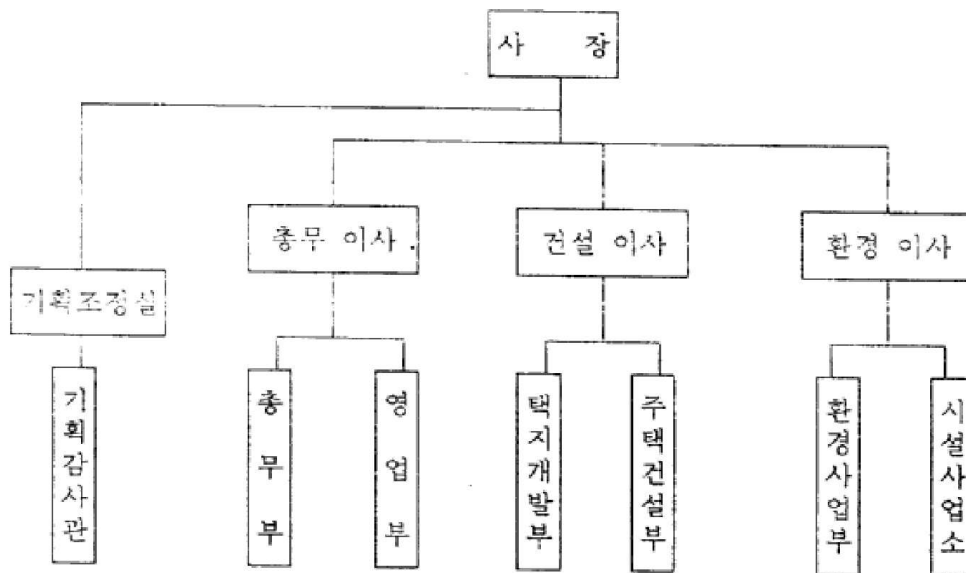 사 장
총무 이사
건설 이사
환경 이사
기획조정실
기획감사관
총무부
영업부
택지개발부
주택건설부
환경사업부
시설사업소